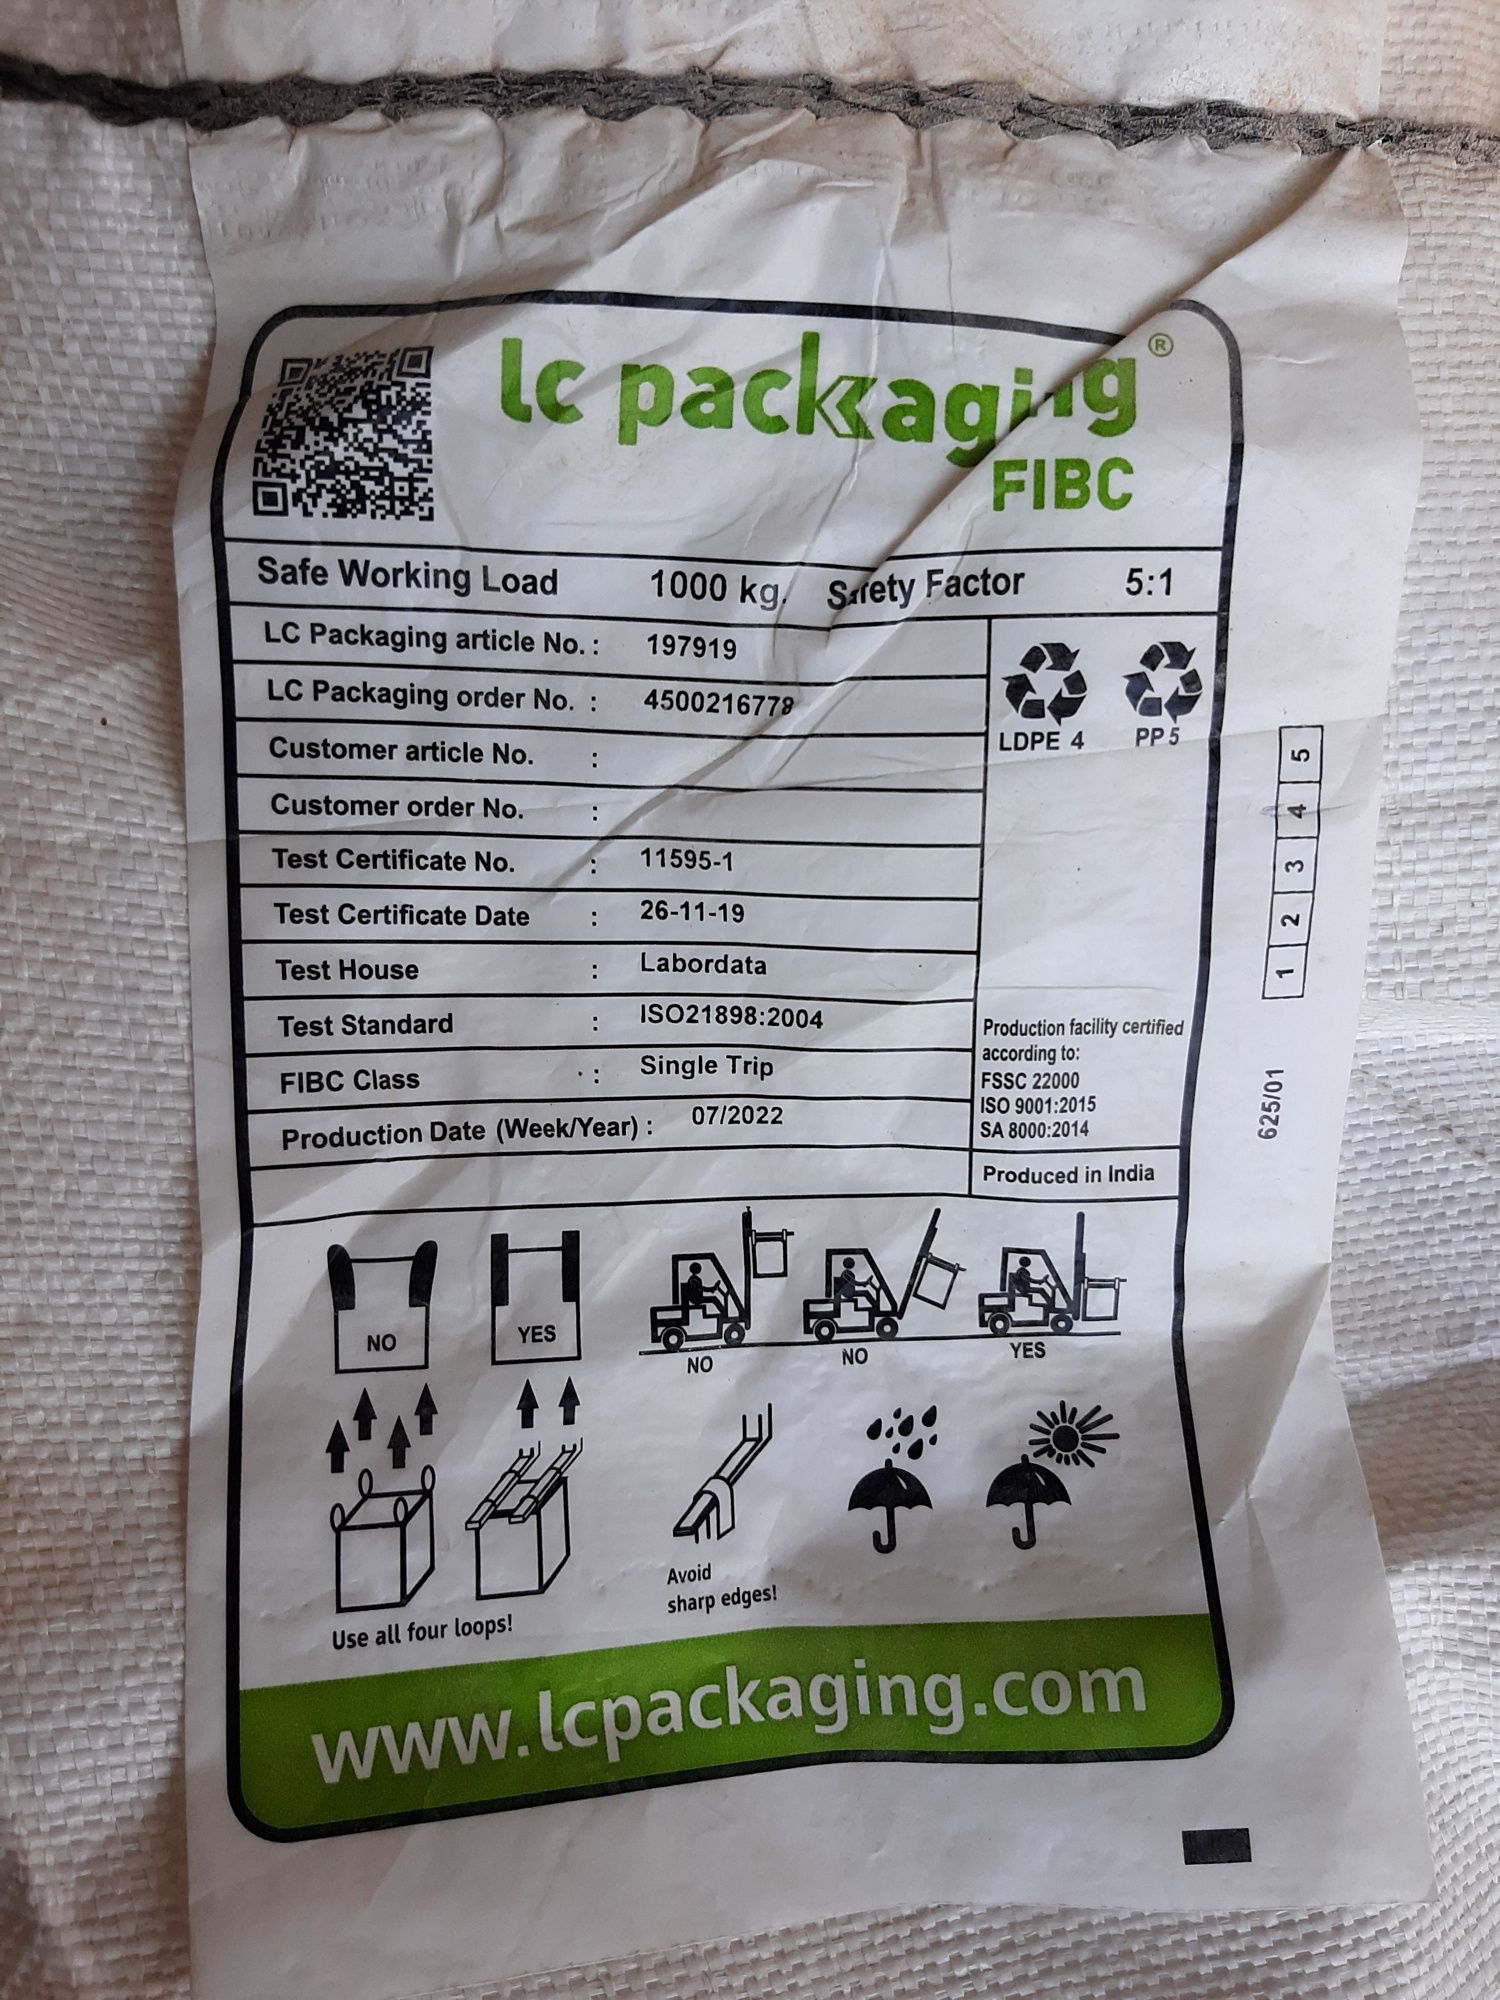 lc packaging®
FIBC
Safe Working Load 1000 kg. Safety Factor 5:1
LC Packaging article No. : 197919
LC Packaging order No. : 4500216778
Customer article No. :
Customer order No. :
Test Certificate No. : 11595-1
Test Certificate Date : 26-11-19
Test House : Labordata
Test Standard : ISO21898:2004
FIBC Class : Single Trip
Production Date (Week/Year) : 07/2022
LDPE 4 PP 5
Production facility certified
according to:
FSSC 22000
ISO 9001:2015
SA 8000:2014
Produced in India
1 2 3 4 5
625/01
NO YES NO NO YES
Use all four loops!
Avoid
sharp edges!
www.lcpackaging.com